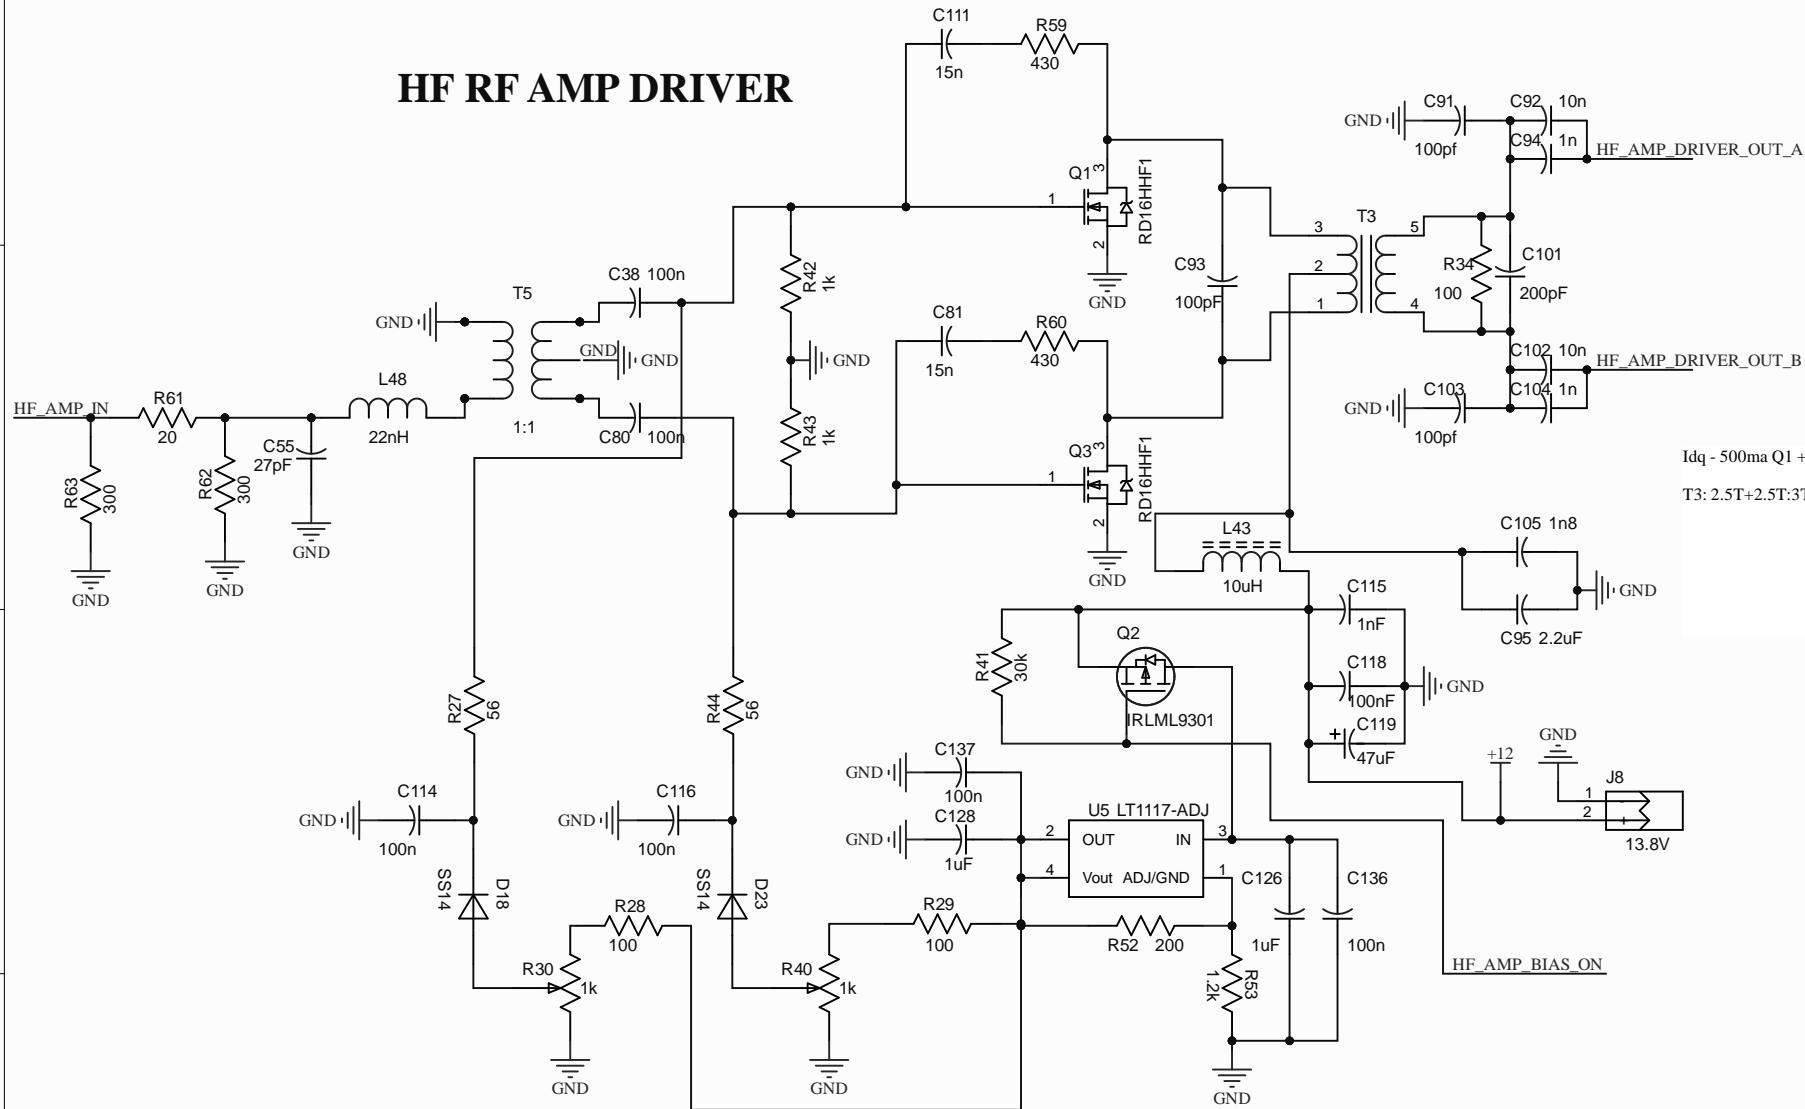 HF RF AMP DRIVER
C111
15n
R59
430
C91
100pf
GND
C92 10n
C94 1n
HF_AMP_DRIVER_OUT_A
Q1
1
3
2
RD16HHF1
GND
T3
3
2
1
5
4
R34
100
C101
200pF
C93
100pF
R42
1k
C38 100n
T5
1:1
GND
GND
GND
GND
C81
15n
R60
430
C102 10n
C104 1n
HF_AMP_DRIVER_OUT_B
C103
100pf
GND
HF_AMP_IN
R61
20
L48
22nH
C55
27pF
GND
R62
300
GND
R63
300
GND
C80 100n
R43
1k
Q3
1
3
2
RD16HHF1
GND
Idq - 500ma Q1 +
T3: 2.5T+2.5T:3T
L43
10uH
C105 1n8
C95 2.2uF
GND
C115
1nF
C118
100nF
C119
+
47uF
GND
Q2
IRLML9301
R41
30k
R27
56
R44
56
+12
GND
J8
1
2
-
+
13.8V
C137
100n
GND
C128
1uF
GND
U5 LT1117-ADJ
OUT
IN
Vout ADJ/GND
2
4
3
1
C114
100n
GND
C116
100n
GND
D18
SS14
D23
SS14
R28
100
R29
100
R52 200
R53
1.2k
C126
1uF
C136
100n
HF_AMP_BIAS_ON
R30
1k
R40
1k
GND
GND
GND